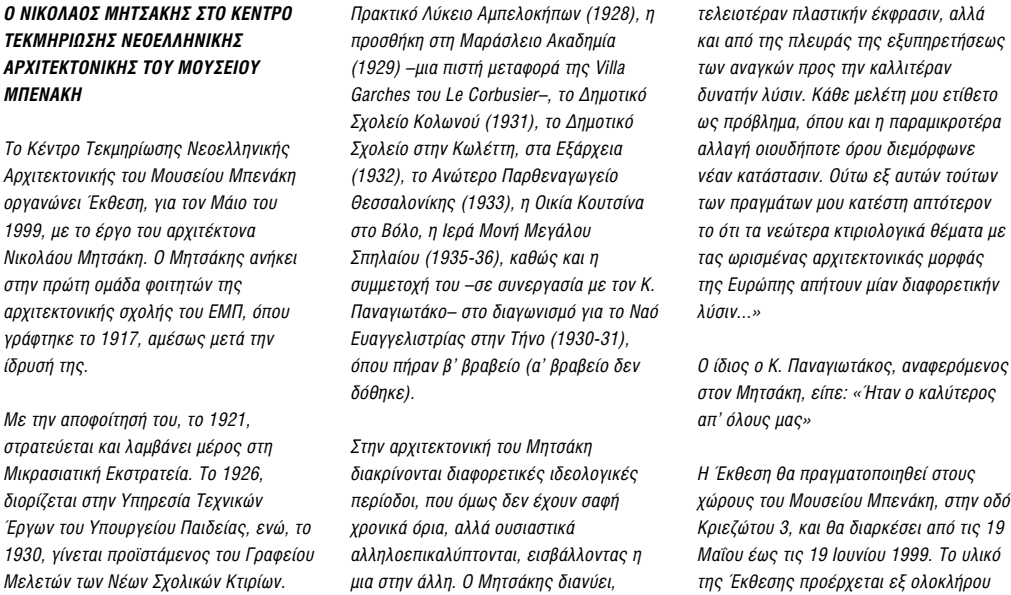 Ο ΝΙΚΟΛΑΟΣ ΜΗΤΣΑΚΗΣ ΣΤΟ ΚΕΝΤΡΟ
ΤΕΚΜΗΡΙΩΣΗΣ ΝΕΟΕΛΛΗΝΙΚΗΣ
ΑΡΧΙΤΕΚΤΟΝΙΚΗΣ ΤΟΥ ΜΟΥΣΕΙΟΥ
ΜΠΕΝΑΚΗ
Το Κέντρο Τεκμηρίωσης Νεοελληνικής
Αρχιτεκτονικής του Μουσείου Μπενάκη
οργανώνει Έκθεση, για τον Μάιο του
1999, με το έργο του αρχιτέκτονα
Νικολάου Μητσάκη. Ο Μητσάκης ανήκει
στην πρώτη ομάδα φοιτητών της
αρχιτεκτονικής σχολής του ΕΜΠ, όπου
γράφτηκε το 1917, αμέσως μετά την
ίδρυσή της.
Με την αποφοίτησή του, το 1921,
στρατεύεται και λαμβάνει μέρος στη
Μικρασιατική Εκστρατεία. Το 1926,
διορίζεται στην Υπηρεσία Τεχνικών
Έργων του Υπουργείου Παιδείας, ενώ, το
1930, γίνεται προϊστάμενος του Γραφείου
Μελετών των Νέων Σχολικών Κτιρίων.
Πρακτικό Λύκειο Αμπελοκήπων (1928), η
προσθήκη στη Μαράσλειο Ακαδημία
(1929) –μια πιστή μεταφορά της Villa
Garches του Le Corbusier–, το Δημοτικό
Σχολείο Κολωνού (1931), το Δημοτικό
Σχολείο στην Κωλέττη, στα Εξάρχεια
(1932), το Ανώτερο Παρθεναγωγείο
Θεσσαλονίκης (1933), η Οικία Κουτσίνα
στο Βόλο, η Ιερά Μονή Μεγάλου
Σπηλαίου (1935-36), καθώς και η
συμμετοχή του –σε συνεργασία με τον Κ.
Παναγιωτάκο– στο διαγωνισμό για το Ναό
Ευαγγελιστρίας στην Τήνο (1930-31),
όπου πήραν β’ βραβείο (α’ βραβείο δεν
δόθηκε).
Στην αρχιτεκτονική του Μητσάκη
διακρίνονται διαφορετικές ιδεολογικές
περίοδοι, που όμως δεν έχουν σαφή
χρονικά όρια, αλλά ουσιαστικά
αλληλοεπικαλύπτονται, εισβάλλοντας η
μια στην άλλη. Ο Μητσάκης διανύει,
τελειοτέραν πλαστικήν έκφρασιν, αλλά
και από της πλευράς της εξυπηρετήσεως
των αναγκών προς την καλλιτέραν
δυνατήν λύσιν. Κάθε μελέτη μου ετίθετο
ως πρόβλημα, όπου και η παραμικροτέρα
αλλαγή οιουδήποτε όρου διεμόρφωνε
νέαν κατάστασιν. Ούτω εξ αυτών τούτων
των πραγμάτων μου κατέστη απτότερον
το ότι τα νεώτερα κτιριολογικά θέματα με
τας ωρισμένας αρχιτεκτονικάς μορφάς
της Ευρώπης απήτουν μίαν διαφορετικήν
λύσιν...»
Ο ίδιος ο Κ. Παναγιωτάκος, αναφερόμενος
στον Μητσάκη, είπε: «Ήταν ο καλύτερος
απ’ όλους μας»
Η Έκθεση θα πραγματοποιηθεί στους
χώρους του Μουσείου Μπενάκη, στην οδό
Κριεζώτου 3, και θα διαρκέσει από τις 19
Μαΐου έως τις 19 Ιουνίου 1999. Το υλικό
της Έκθεσης προέρχεται εξ ολοκλήρου